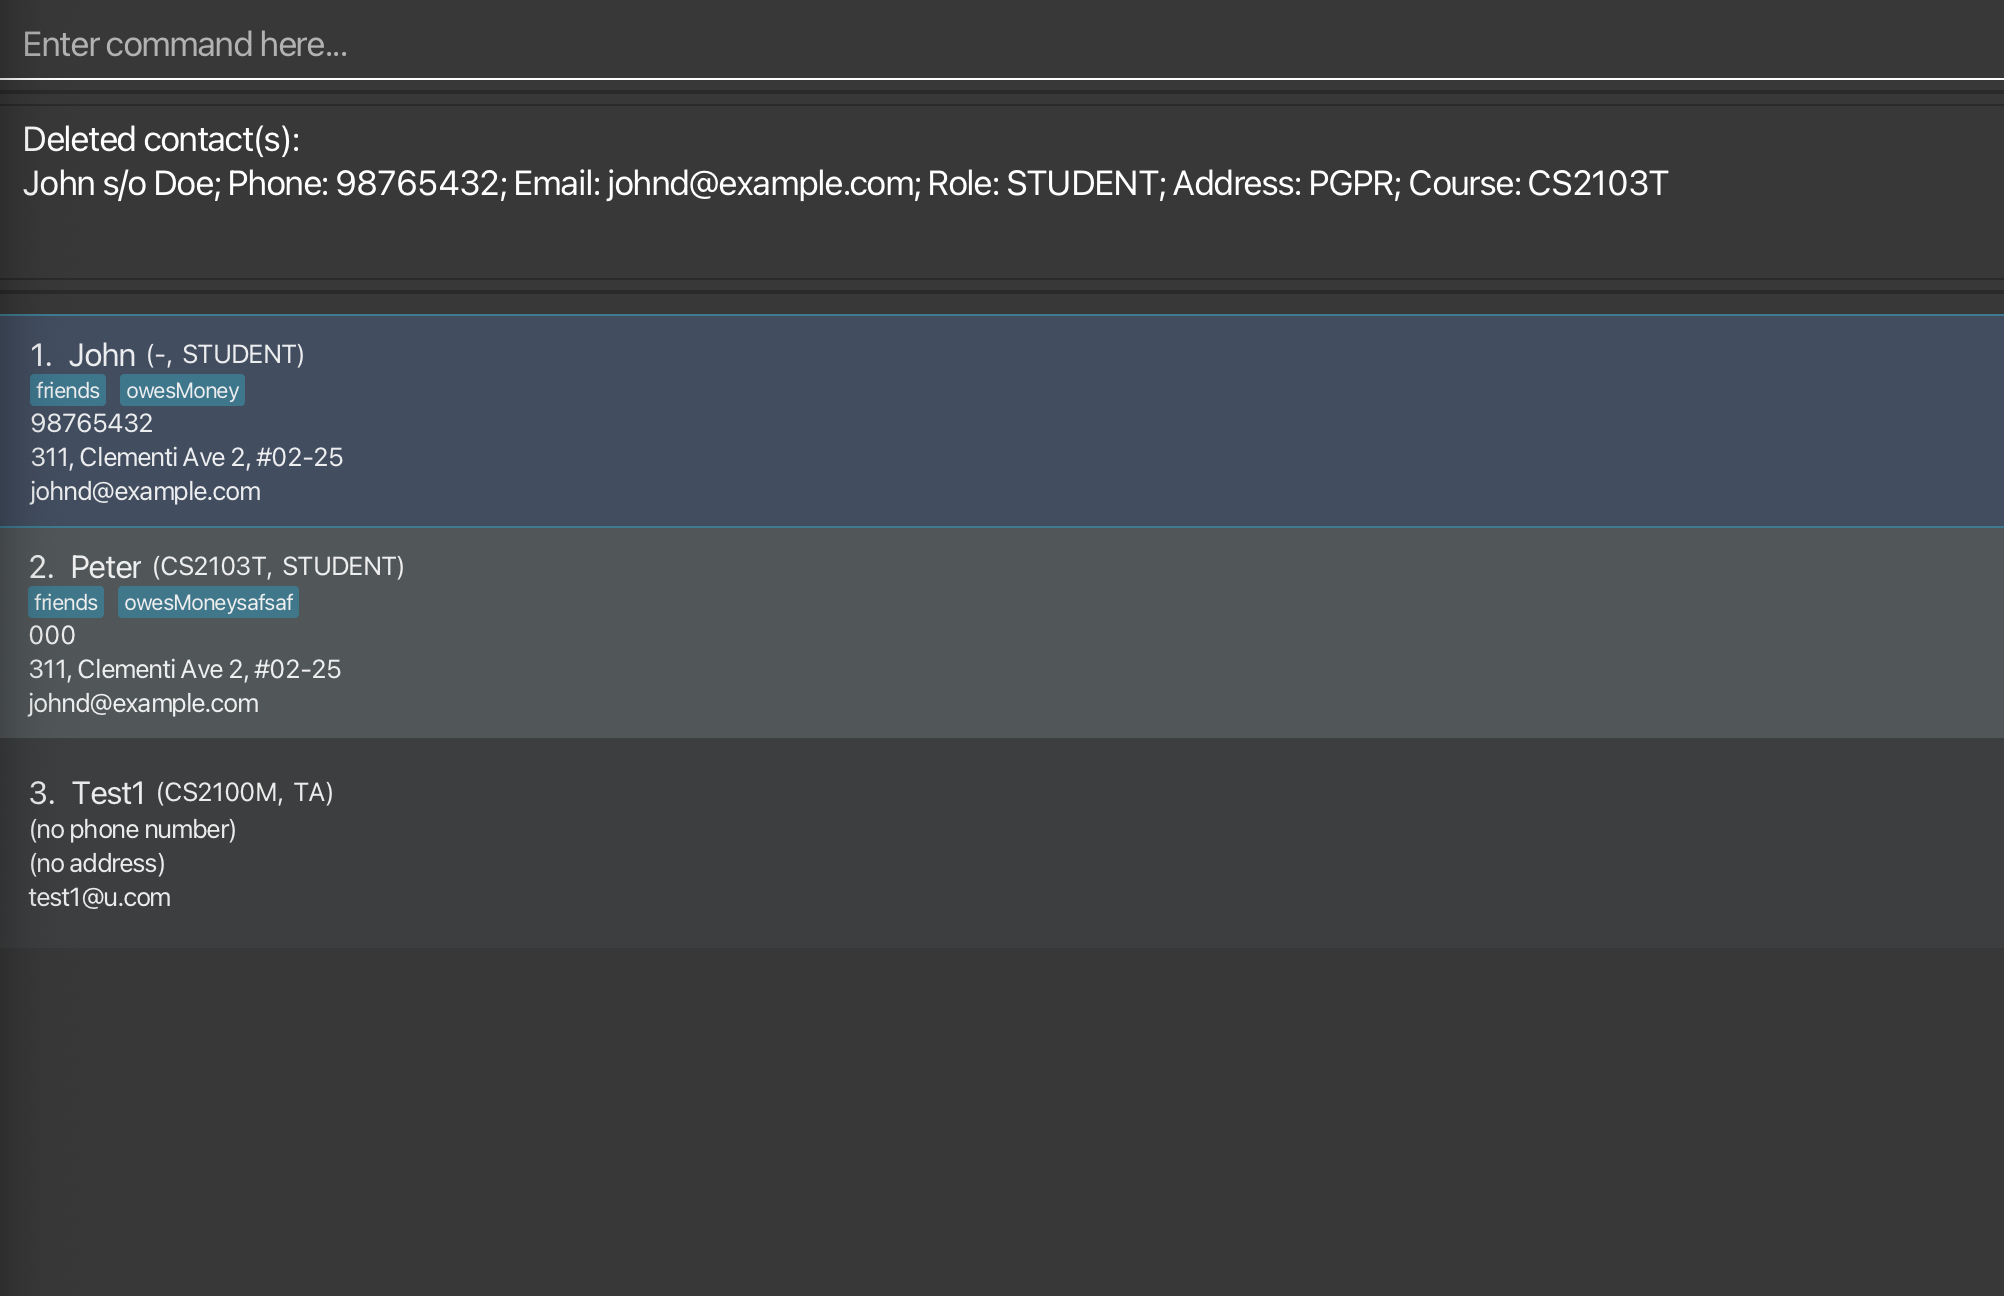 Enter command here...
Deleted contact(s):
John s/o Doe; Phone: 98765432; Email: johnd@example.com; Role: STUDENT; Address: PGPR; Course: CS2103T
1. John (-, STUDENT)
friends owesMoney
98765432
311, Clementi Ave 2, #02-25
johnd@example.com
2. Peter (CS2103T, STUDENT)
friends owesMoneysafsaf
000
311, Clementi Ave 2, #02-25
johnd@example.com
3. Test1 (CS2100M, TA)
(no phone number)
(no address)
test1@u.com